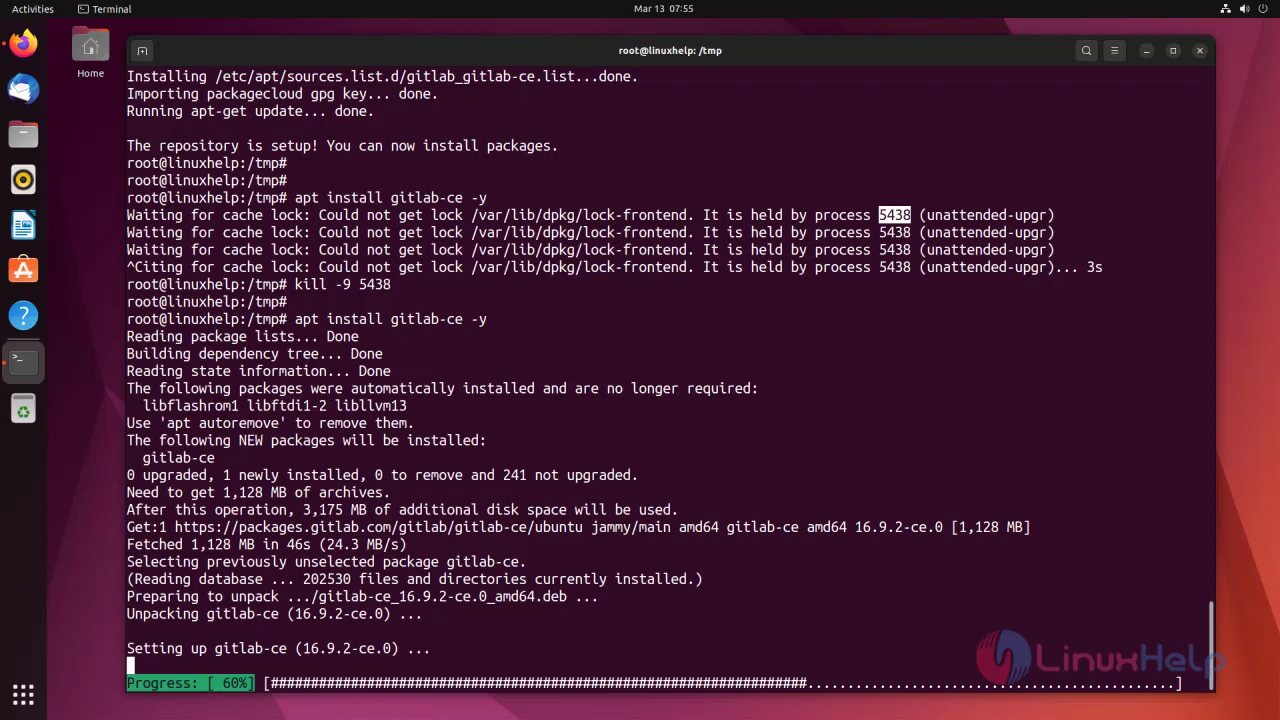 Activities
Terminal
Mar 13 07:55
Home
root@linuxhelp: /tmp
Installing /etc/apt/sources.list.d/gitlab_gitlab-ce.list...done.
Importing packagecloud gpg key... done.
Running apt-get update... done.
The repository is setup! You can now install packages.
root@linuxhelp:/tmp#
root@linuxhelp:/tmp#
root@linuxhelp:/tmp# apt install gitlab-ce -y
Waiting for cache lock: Could not get lock /var/lib/dpkg/lock-frontend. It is held by process 5438 (unattended-upgr)
Waiting for cache lock: Could not get lock /var/lib/dpkg/lock-frontend. It is held by process 5438 (unattended-upgr)
Waiting for cache lock: Could not get lock /var/lib/dpkg/lock-frontend. It is held by process 5438 (unattended-upgr)
^Citing for cache lock: Could not get lock /var/lib/dpkg/lock-frontend. It is held by process 5438 (unattended-upgr)... 3s
root@linuxhelp:/tmp# kill -9 5438
root@linuxhelp:/tmp#
root@linuxhelp:/tmp# apt install gitlab-ce -y
Reading package lists... Done
Building dependency tree... Done
Reading state information... Done
The following packages were automatically installed and are no longer required:
libflashrom1 libftdi1-2 libllvm13
Use 'apt autoremove' to remove them.
The following NEW packages will be installed:
gitlab-ce
0 upgraded, 1 newly installed, 0 to remove and 241 not upgraded.
Need to get 1,128 MB of archives.
After this operation, 3,175 MB of additional disk space will be used.
Get:1 https://packages.gitlab.com/gitlab/gitlab-ce/ubuntu jammy/main amd64 gitlab-ce amd64 16.9.2-ce.0 [1,128 MB]
Fetched 1,128 MB in 46s (24.3 MB/s)
Selecting previously unselected package gitlab-ce.
(Reading database ... 202530 files and directories currently installed.)
Preparing to unpack .../gitlab-ce_16.9.2-ce.0_amd64.deb ...
Unpacking gitlab-ce (16.9.2-ce.0) ...
Setting up gitlab-ce (16.9.2-ce.0) ...
Progress: [ 60%] [###################################################################..............................................]
LinuxHelp